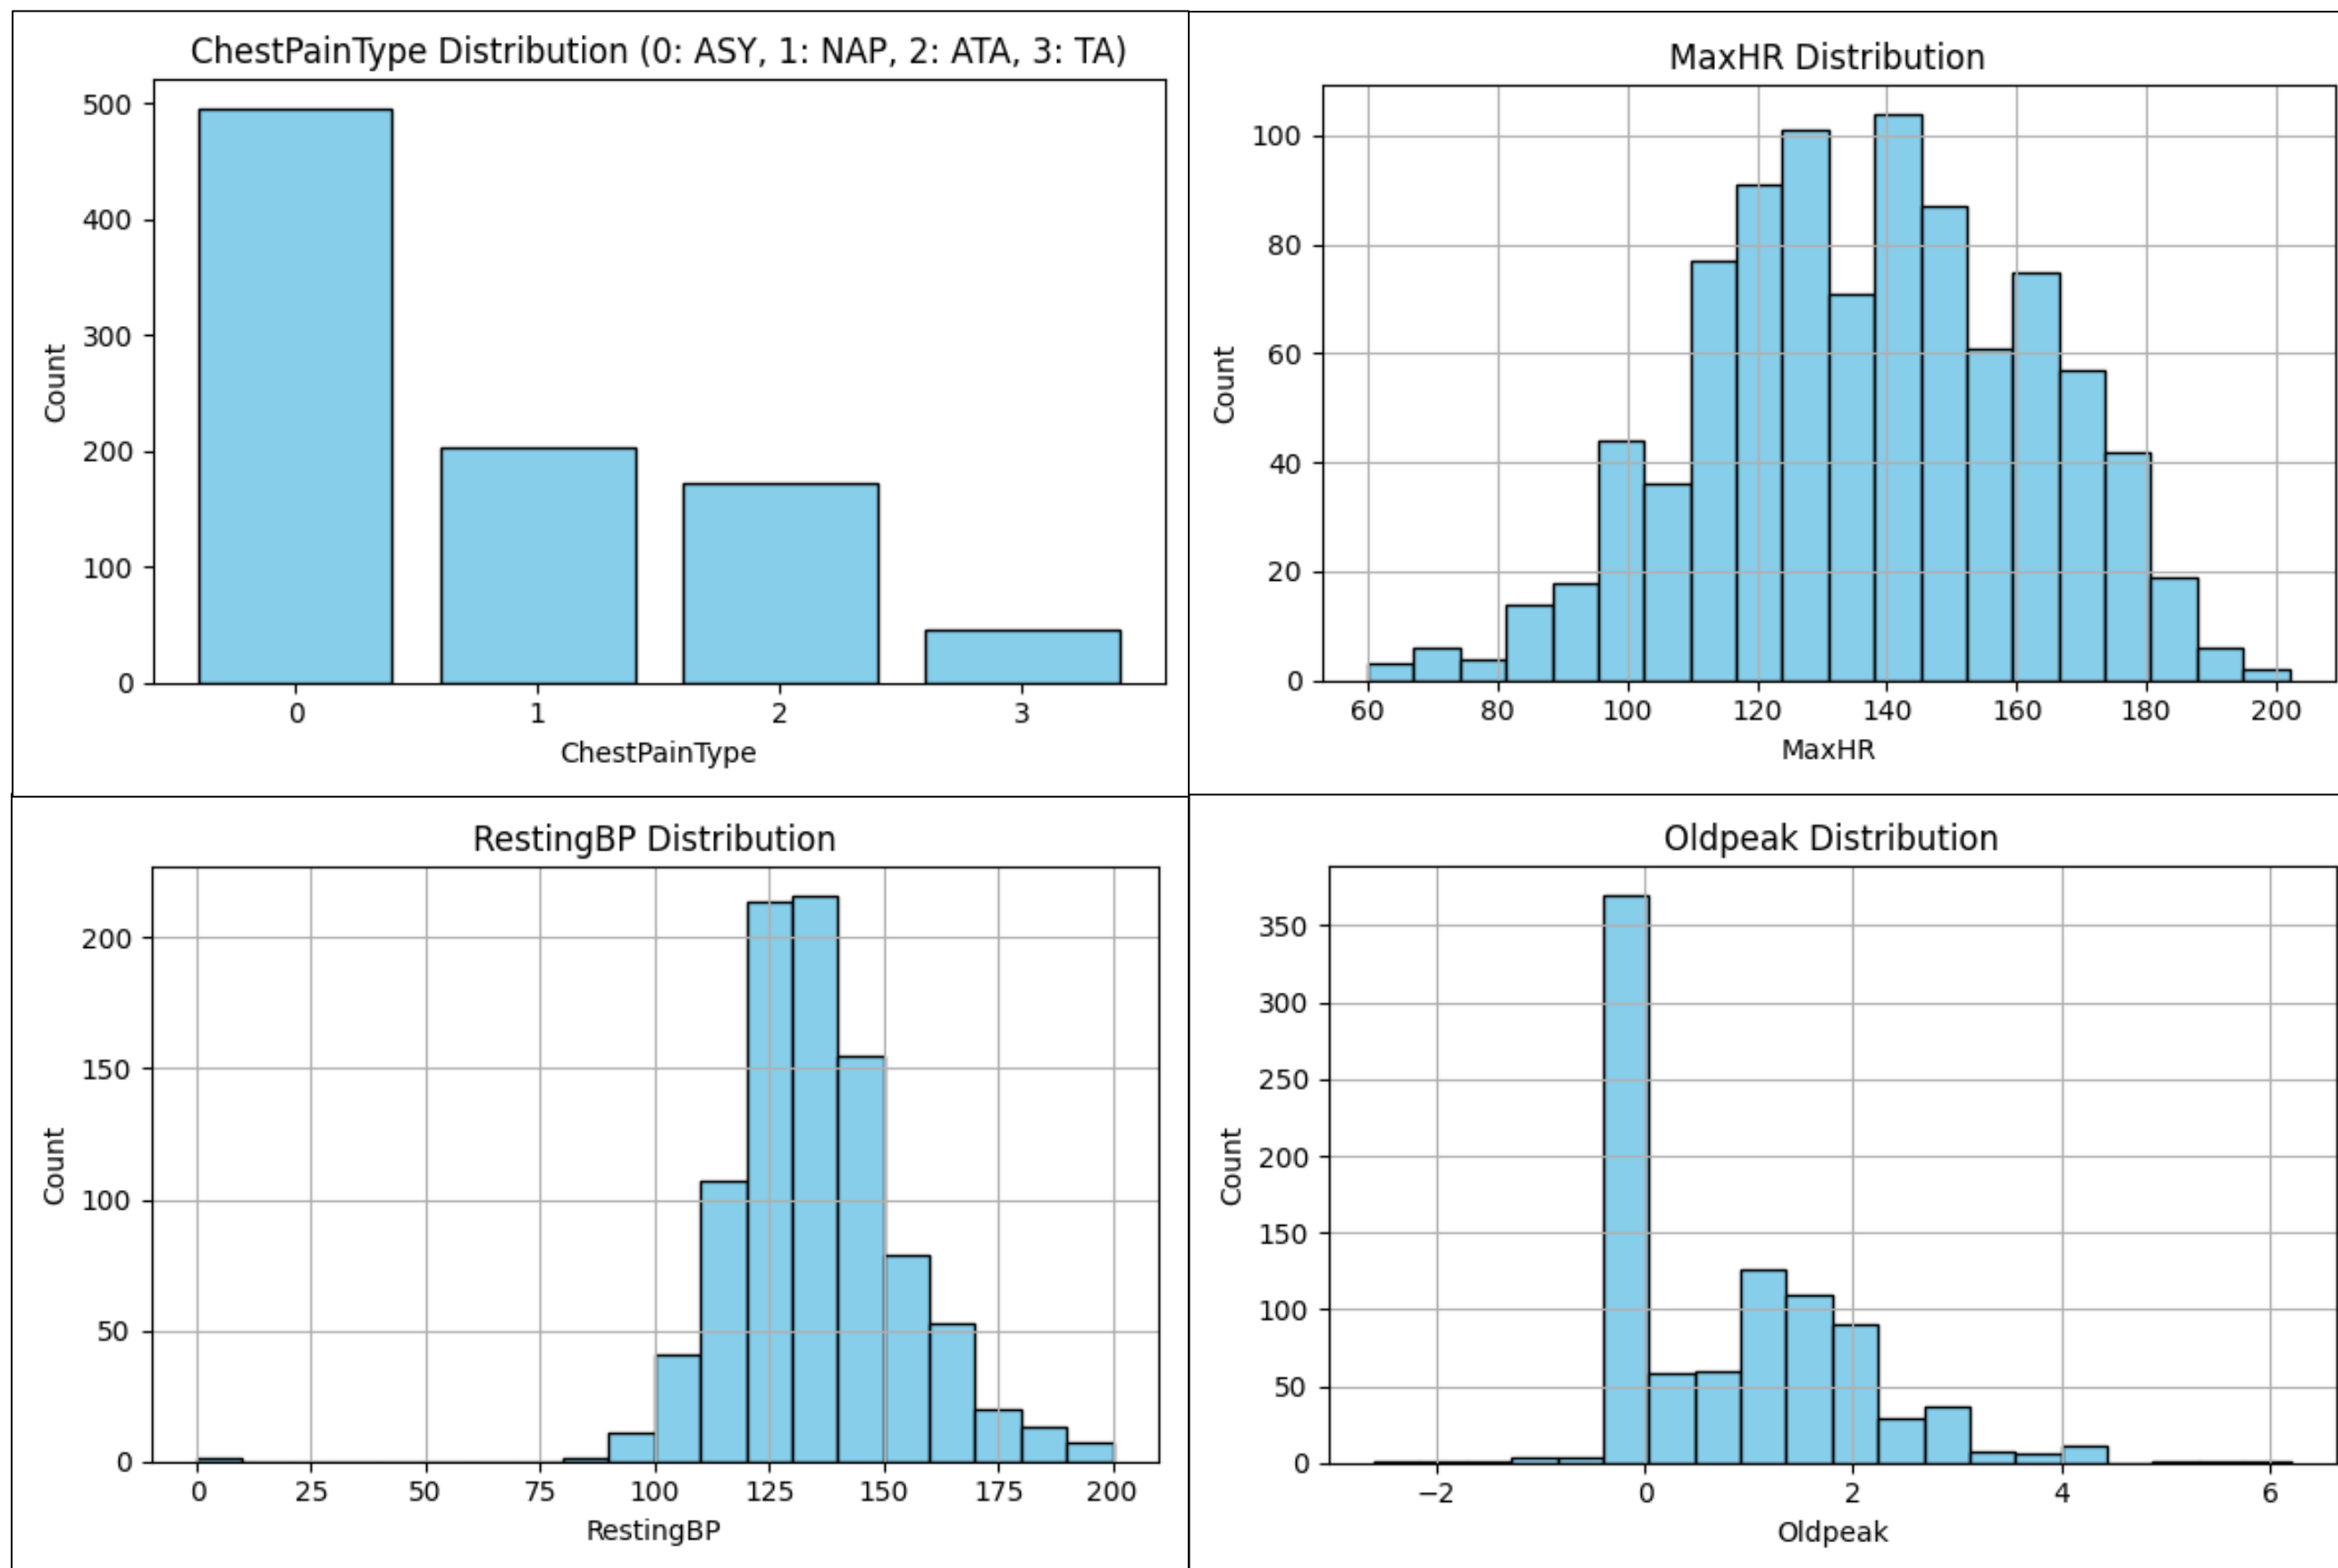 ChestPainType Distribution (0: ASY, 1: NAP, 2: ATA, 3: TA)
500
400
300
200
100
0
Count
0 1 2 3
ChestPainType
MaxHR Distribution
100
80
60
40
20
0
Count
60 80 100 120 140 160 180 200
MaxHR
RestingBP Distribution
200
150
100
50
0
Count
0 25 50 75 100 125 150 175 200
RestingBP
Oldpeak Distribution
350
300
250
200
150
100
50
0
Count
−2 0 2 4 6
Oldpeak